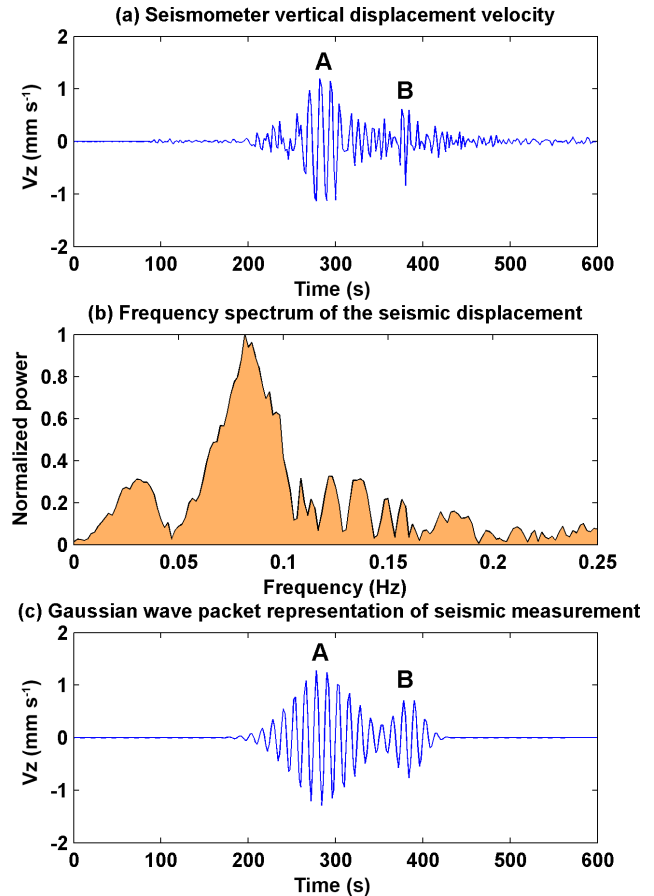 (a) Seismometer vertical displacement velocity
2
1
0
-1
-2
Vz (mm s⁻¹)
A
B
0 100 200 300 400 500 600
Time (s)
(b) Frequency spectrum of the seismic displacement
1
0.8
0.6
0.4
0.2
0
Normalized power
0 0.05 0.1 0.15 0.2 0.25
Frequency (Hz)
(c) Gaussian wave packet representation of seismic measurement
2
1
0
-1
-2
Vz (mm s⁻¹)
A
B
0 100 200 300 400 500 600
Time (s)